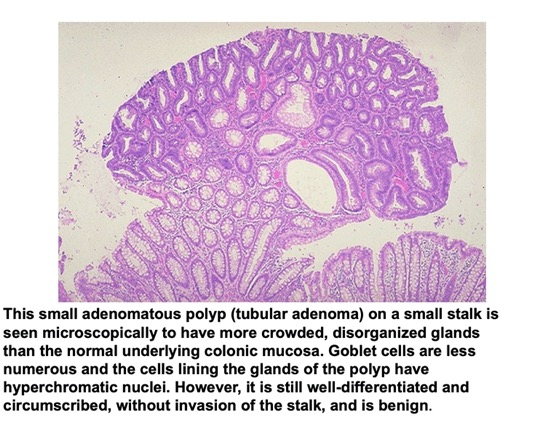 This small adenomatous polyp (tubular adenoma) on a small stalk is
seen microscopically to have more crowded, disorganized glands
than the normal underlying colonic mucosa. Goblet cells are less
numerous and the cells lining the glands of the polyp have
hyperchromatic nuclei. However, it is still well-differentiated and
circumscribed, without invasion of the stalk, and is benign.